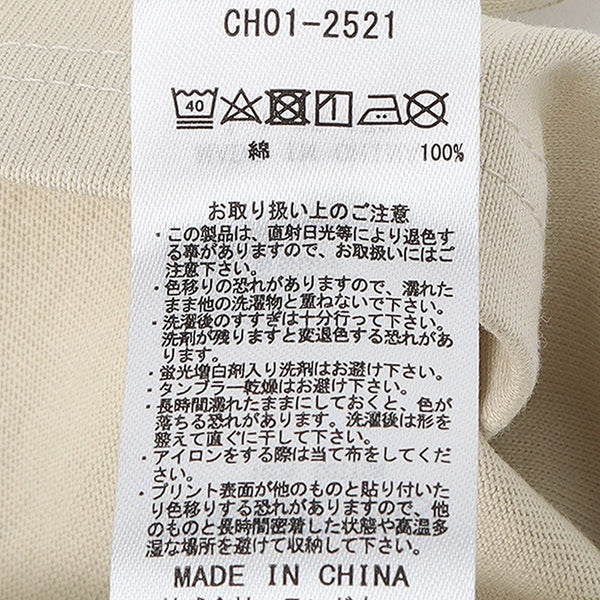 CH01-2521
40
綿 100%
お取り扱い上のご注意
・この製品は、直射日光等により退色す
る事がありますので、お取扱いにはご
注意下さい。
・色移りの恐れがありますので、濡れた
まま他の洗濯物と重ねないで下さい。
・洗濯後のすすぎは十分行って下さい。
洗剤が残りますと変退色する恐れがあ
ります。
・蛍光増白剤入り洗剤はお避け下さい。
・タンブラー乾燥はお避け下さい。
・長時間濡れたままにしておくと、色が
落ちる恐れがあります。洗濯後は形を
整えて直ぐに干して下さい。
・アイロンをする際は当て布をしてくだ
さい。
・プリント表面が他のものと貼り付いた
り色移りする恐れがありますので、他
のものと長時間密着した状態や高温多
湿な場所を避けて収納して下さい。
MADE IN CHINA